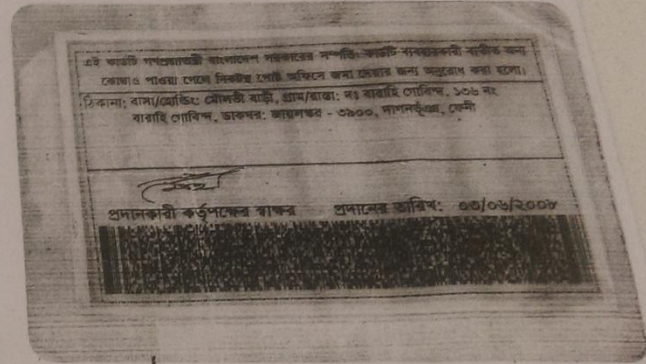 এই কার্ডটি গণপ্রজাতন্ত্রী বাংলাদেশ সরকারের সম্পত্তি। কার্ডটি ব্যবহারকারী ব্যতীত অন্য
কোথাও পাওয়া গেলে নিকটস্থ পোস্ট অফিসে জমা দেবার জন্য অনুরোধ করা হলো।
ঠিকানা: বাসা/হোল্ডিং: মৌলভী বাড়ী, গ্রাম/রাস্তা: দঃ বারাহি গোবিন্দ, ১৩৬ নং
বারাহি গোবিন্দ, ডাকঘর: জায়লস্কর - ৩৯০০, দাগনভূঞা, ফেনী
প্রদানকারী কর্তৃপক্ষের স্বাক্ষর প্রদানের তারিখ: ০৩/০৬/২০০৮